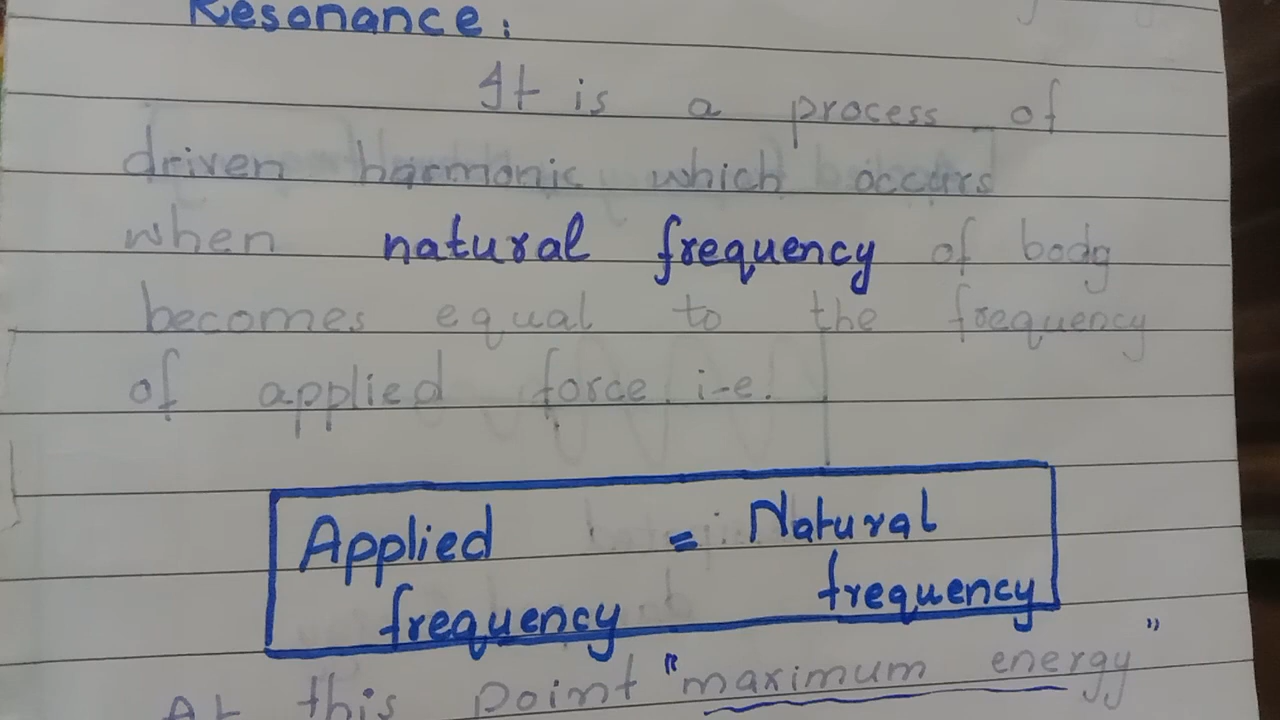 Resonance:
It is a process of
driven harmonic which occurs
when natural frequency of body
becomes equal to the frequency
of applied force i-e.
Applied = Natural
frequency frequency
At this point "maximum energy"